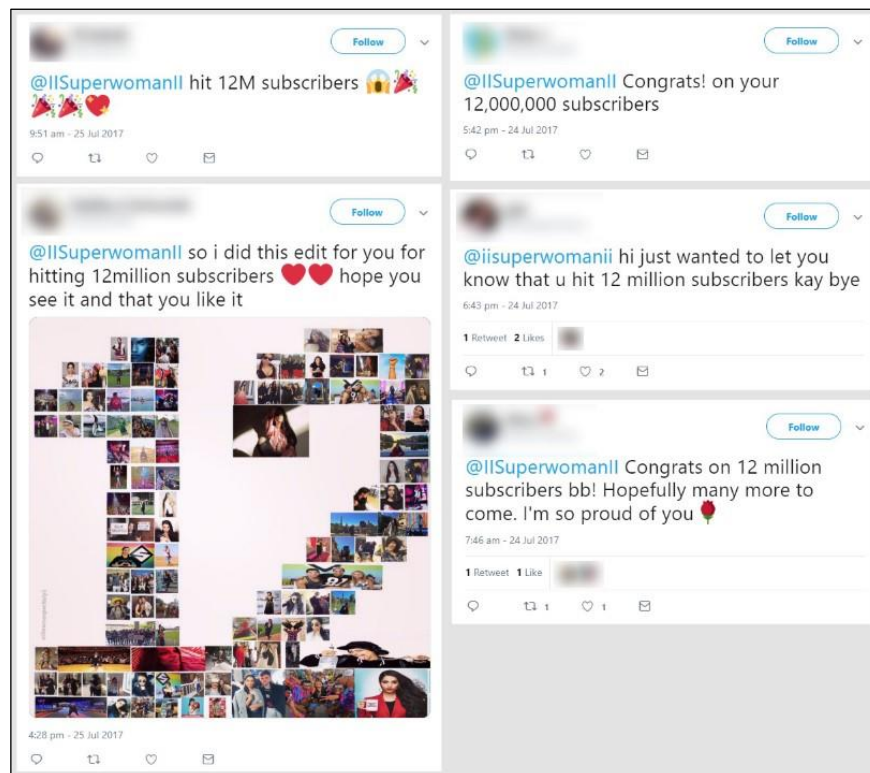 Follow
@IISuperwomanII hit 12M subscribers 😱🎉
🎉🎉💖
9:51 am - 25 Jul 2017
Follow
@IISuperwomanII so i did this edit for you for
hitting 12million subscribers ❤️❤️ hope you
see it and that you like it
4:28 pm - 25 Jul 2017
Follow
@IISuperwomanII Congrats! on your
12,000,000 subscribers
5:42 pm - 24 Jul 2017
Follow
@iisuperwomanii hi just wanted to let you
know that u hit 12 million subscribers kay bye
6:43 pm - 24 Jul 2017
1 Retweet 2 Likes
1 2
Follow
@IISuperwomanII Congrats on 12 million
subscribers bb! Hopefully many more to
come. I'm so proud of you🌹
7:46 am - 24 Jul 2017
1 Retweet 1 Like
1 1